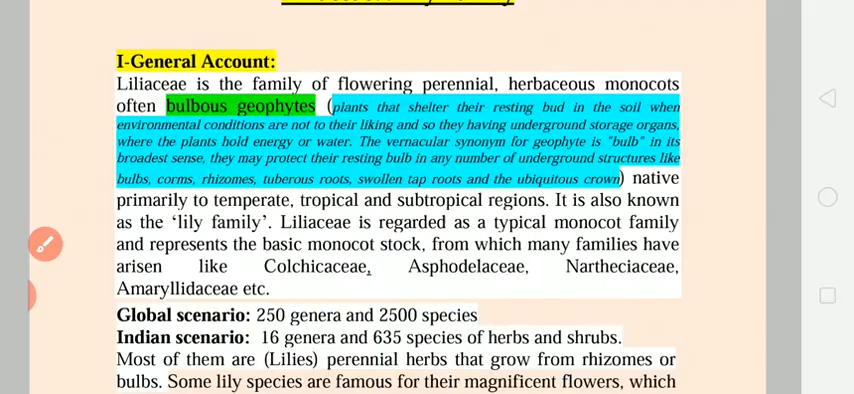 I-General Account:
Liliaceae is the family of flowering perennial, herbaceous monocots
often bulbous geophytes (plants that shelter their resting bud in the soil when
environmental conditions are not to their liking and so they having underground storage organs,
where the plants hold energy or water. The vernacular synonym for geophyte is "bulb" in its
broadest sense, they may protect their resting bulb in any number of underground structures like
bulbs, corms, rhizomes, tuberous roots, swollen tap roots and the ubiquitous crown) native
primarily to temperate, tropical and subtropical regions. It is also known
as the ‘lily family’. Liliaceae is regarded as a typical monocot family
and represents the basic monocot stock, from which many families have
arisen like Colchicaceae, Asphodelaceae, Nartheciaceae,
Amaryllidaceae etc.
Global scenario: 250 genera and 2500 species
Indian scenario: 16 genera and 635 species of herbs and shrubs.
Most of them are (Lilies) perennial herbs that grow from rhizomes or
bulbs. Some lily species are famous for their magnificent flowers, which